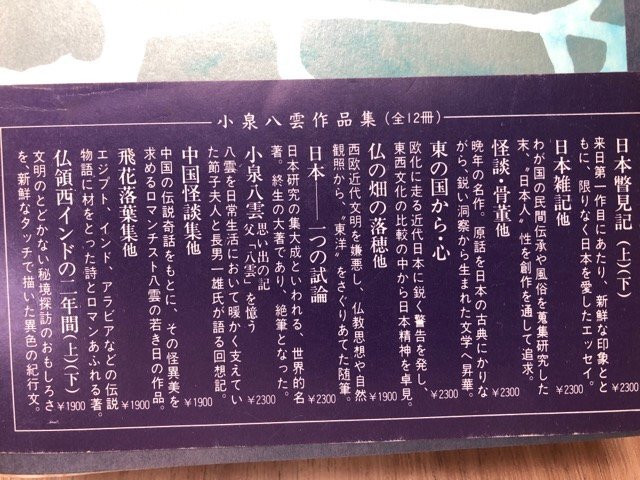 小泉八雲作品集(全12冊)
日本瞥見記(上)(下)
来日第一作目にあたり、新鮮な印象とと
もに、限りなく日本を愛したエッセイ。
¥2300
日本雑記他
わが国の民間伝承や風俗を蒐集研究した
末、〝日本人〟性を創作を通して追求。
¥2300
怪談・骨董他
晩年の名作。原話を日本の古典にかりな
がら、鋭い洞察から生まれた文学へ昇華。
¥2300
東の国から・心
欧化に走る近代日本に鋭く警告を発し、
東西文化の比較の中から日本精神を卓見。
¥2300
仏の畑の落穂他
西欧近代文明を嫌悪し、仏教思想や自然
観照から、〝東洋〟をさぐりあてた随筆。
¥1900
日本——一つの試論
日本研究の集大成といわれる、世界的名
著。終生の大著であり、絶筆となった。
¥2300
小泉八雲 思い出の記 父「八雲」を憶う
八雲を日常生活において暖かく支えてい
た節子夫人と長男一雄氏が語る回想記。
¥2300
中国怪談集他
中国の伝説奇話をもとに、その怪異美を
求めるロマンチスト八雲の若き日の作品。
¥1900
飛花落葉集他
エジプト、インド、アラビアなどの伝説
物語に材をとった詩とロマンあふれる著。
¥1900
仏領西インドの二年間(上)(下)
文明のとどかない秘境探訪のおもしろさ
を、新鮮なタッチで描いた異色の紀行文。
¥1900